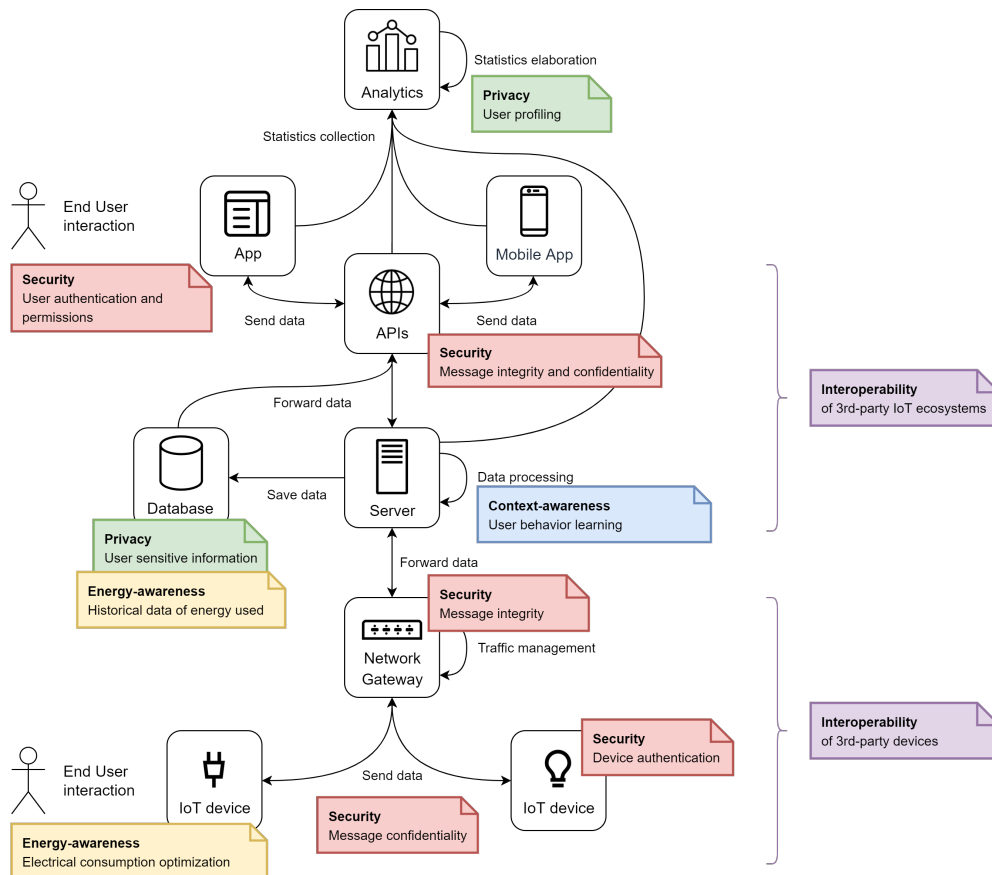 Analytics
Statistics elaboration
Privacy
User profiling
Statistics collection
End User
interaction
App
Mobile App
Security
User authentication and
permissions
APIs
Send data
Send data
Security
Message integrity and confidentiality
Interoperability
of 3rd-party IoT ecosystems
Forward data
Database
Save data
Server
Data processing
Context-awareness
User behavior learning
Privacy
User sensitive information
Energy-awareness
Historical data of energy used
Forward data
Security
Message integrity
Network
Gateway
Traffic management
Interoperability
of 3rd-party devices
End User
interaction
IoT device
Send data
IoT device
Security
Device authentication
Security
Message confidentiality
Energy-awareness
Electrical consumption optimization